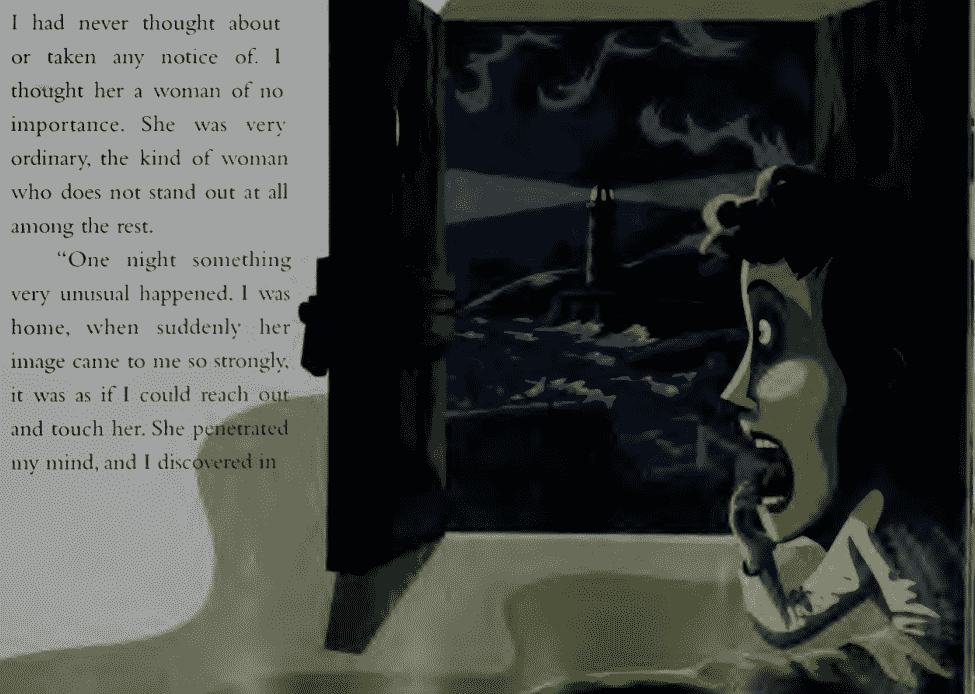 I had never thought about
or taken any notice of. I
thought her a woman of no
importance. She was very
ordinary, the kind of woman
who does not stand out at all
among the rest.
“One night something
very unusual happened. I was
home, when suddenly her
image came to me so strongly,
it was as if I could reach out
and touch her. She penetrated
my mind, and I discovered in